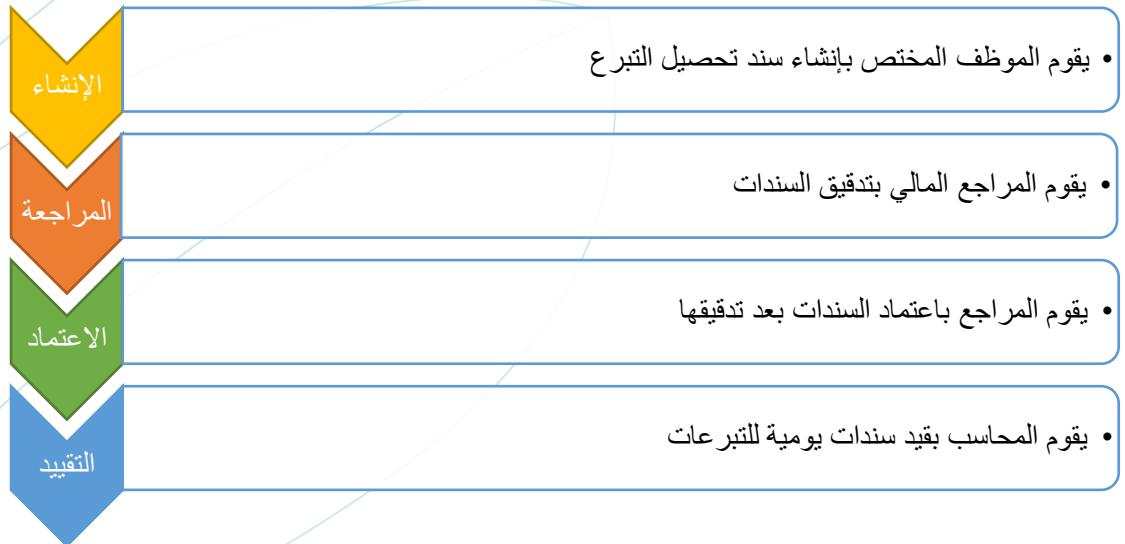 الإنشاء
• يقوم الموظف المختص بإنشاء سند تحصيل التبرع
المراجعة
• يقوم المراجع المالي بتدقيق السندات
الاعتماد
• يقوم المراجع باعتماد السندات بعد تدقيقها
التقييد
• يقوم المحاسب بقيد سندات يومية للتبرعات